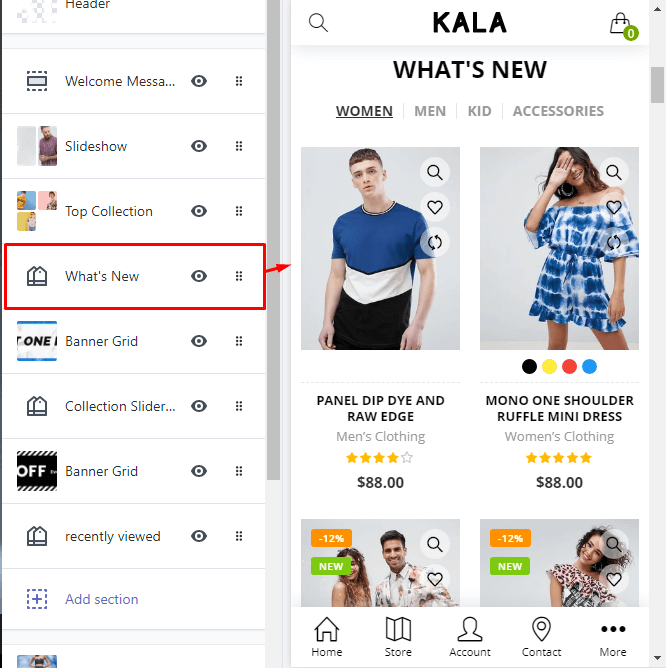 Header
Welcome Messa...
Slideshow
Top Collection
What's New
Banner Grid
Collection Slider...
Banner Grid
OFF
recently viewed
Add section
KALA
0
WHAT'S NEW
WOMEN MEN KID ACCESSORIES
PANEL DIP DYE AND
RAW EDGE
Men's Clothing
$88.00
MONO ONE SHOULDER
RUFFLE MINI DRESS
Women's Clothing
$88.00
-12%
NEW
-12%
NEW
Home Store Account Contact More